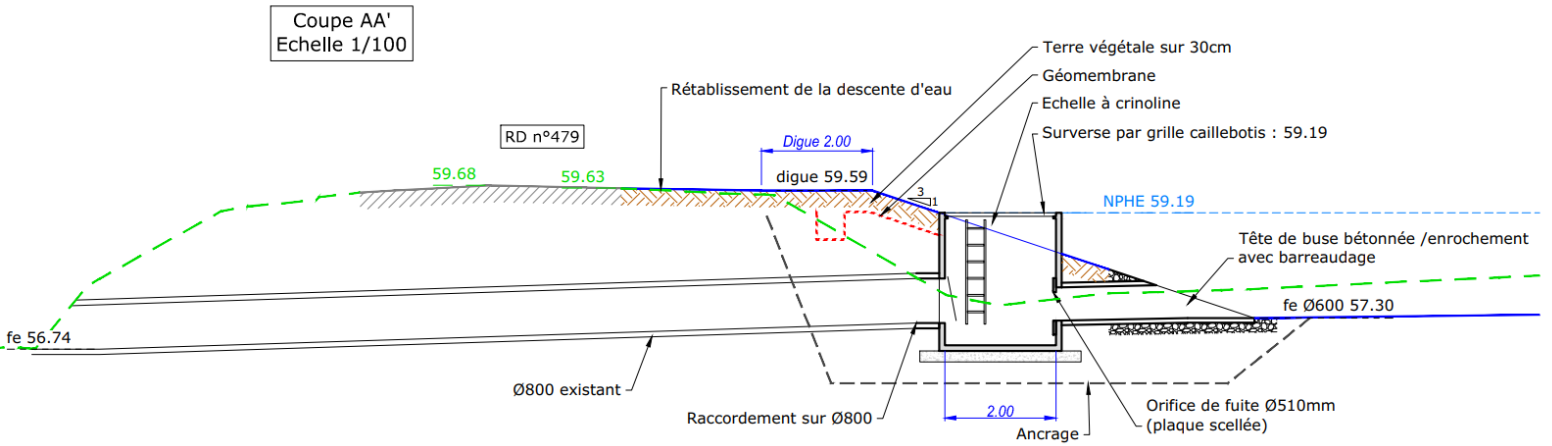 Coupe AA'
Echelle 1/100
Terre végétale sur 30cm
Géomembrane
Rétablissement de la descente d'eau
Echelle à crinoline
RD n°479
Digue 2.00
Surverse par grille caillebotis : 59.19
59.68
59.63
digue 59.59
3
1
NPHE 59.19
Tête de buse bétonnée /enrochement
avec barreaudage
fe Ø600 57.30
fe 56.74
Ø800 existant
Raccordement sur Ø800
2.00
Orifice de fuite Ø510mm
(plaque scellée)
Ancrage